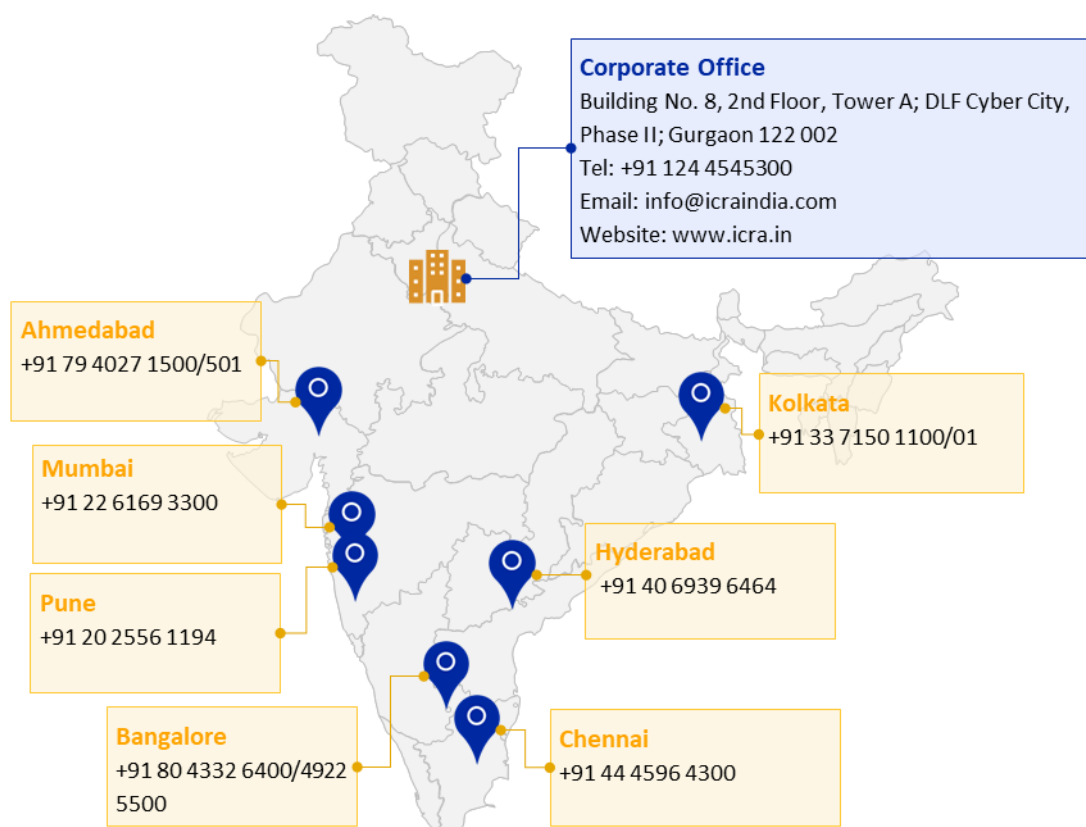 Corporate Office
Building No. 8, 2nd Floor, Tower A; DLF Cyber City,
Phase II; Gurgaon 122 002
Tel: +91 124 4545300
Email: info@icraindia.com
Website: www.icra.in
Ahmedabad
+91 79 4027 1500/501
Kolkata
+91 33 7150 1100/01
Mumbai
+91 22 6169 3300
Hyderabad
+91 40 6939 6464
Pune
+91 20 2556 1194
Bangalore
+91 80 4332 6400/4922
5500
Chennai
+91 44 4596 4300